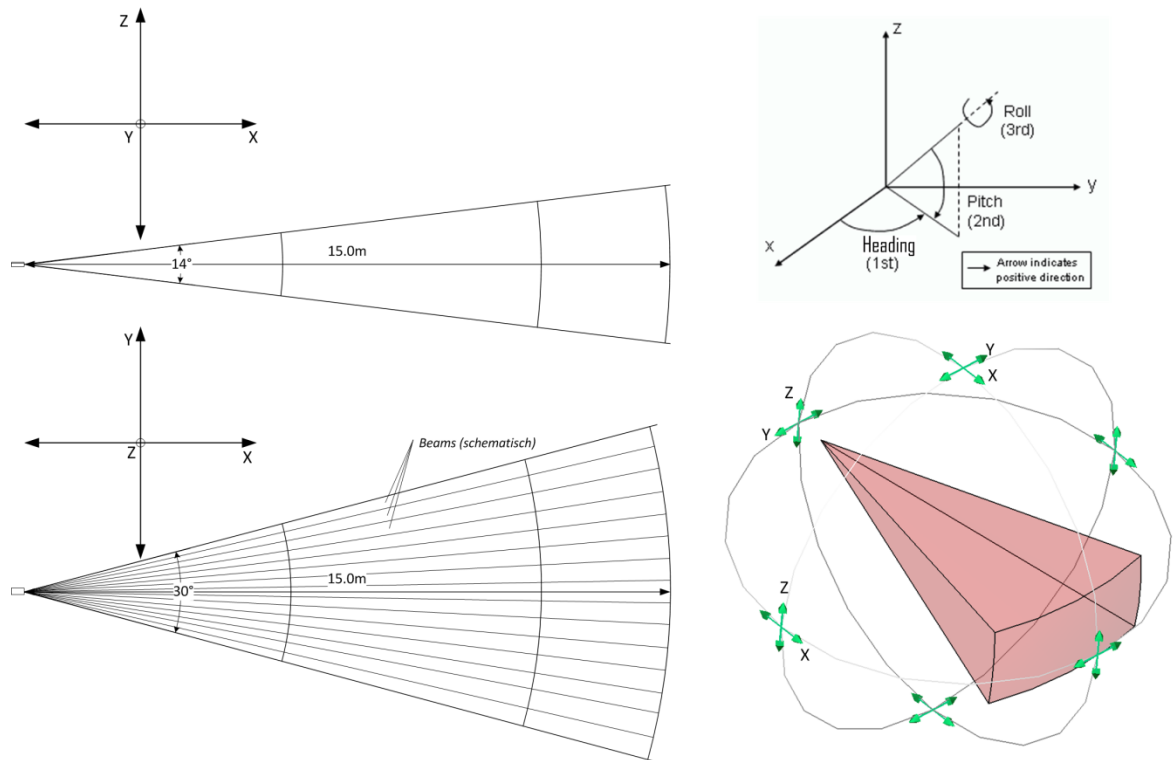 Z
Y
X
14°
15.0m
Y
Z
X
Beams (schematisch)
30°
15.0m
z
Roll
(3rd)
y
Pitch
(2nd)
x
Heading
(1st)
Arrow indicates
positive direction
Y
X
Z
Y
Z
X